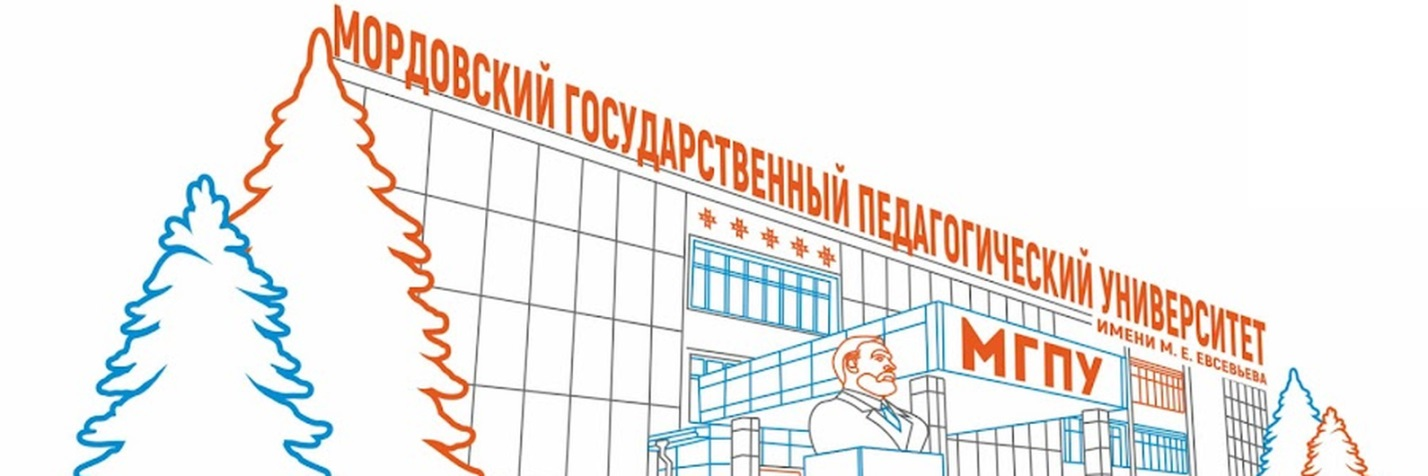 МОРДОВСКИЙ ГОСУДАРСТВЕННЫЙ ПЕДАГОГИЧЕСКИЙ УНИВЕРСИТЕТ
ИМЕНИ М. Е. ЕВСЕВЬЕВА
МГПУ